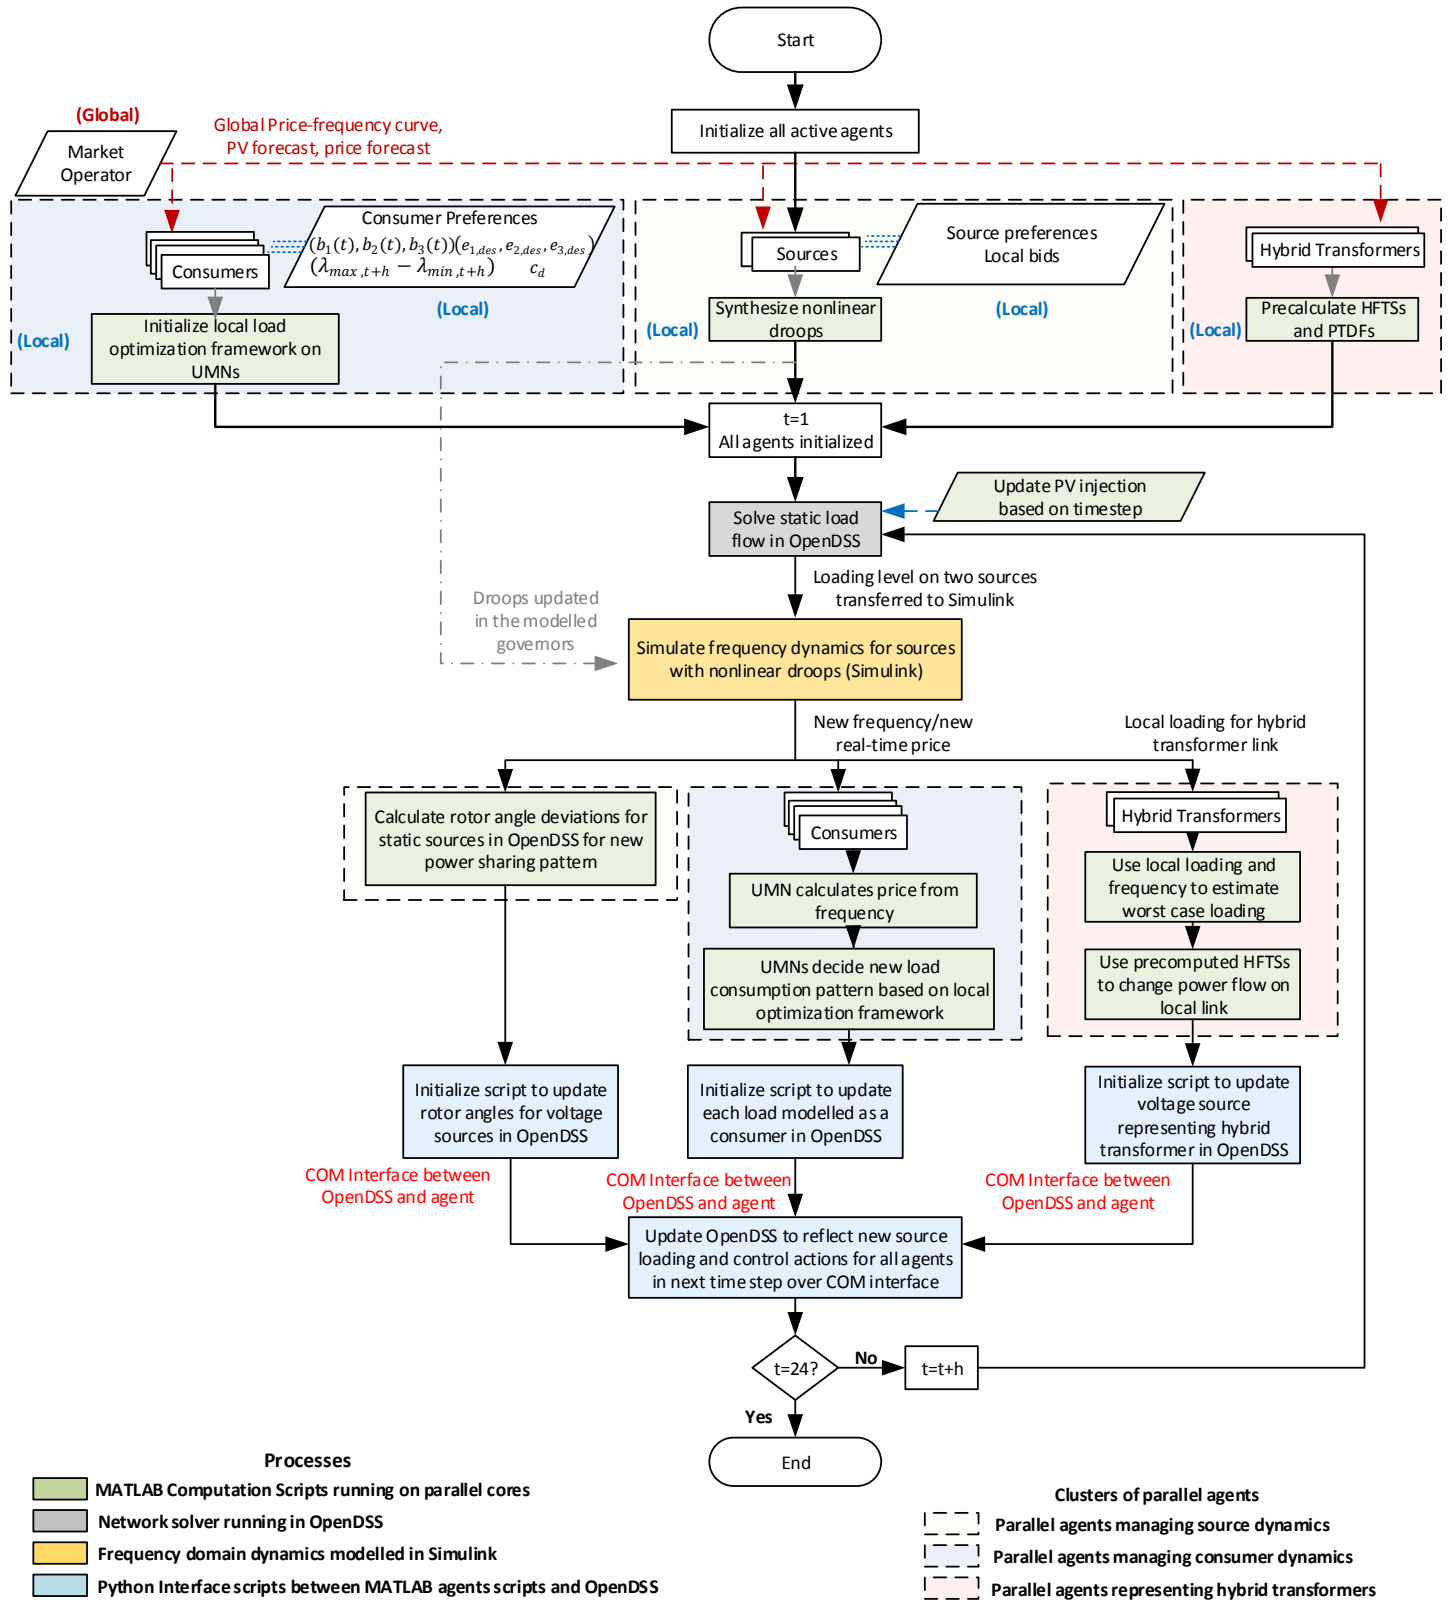 Start
Initialize all active agents
(Global)
Market
Operator
Global Price-frequency curve,
PV forecast, price forecast
Consumers
Consumer Preferences
(b₁(t), b₂(t), b₃(t))(e₁,des, e₂,des, e₃,des)
(λmax,t+h − λmin,t+h) cd
(Local)
(Local)
Initialize local load
optimization framework on
UMNs
Sources
Source preferences
Local bids
(Local)
(Local)
Synthesize nonlinear
droops
Hybrid Transformers
(Local)
Precalculate HFTSs
and PTDFs
t=1
All agents initialized
Update PV injection
based on timestep
Solve static load
flow in OpenDSS
Loading level on two sources
transferred to Simulink
Droops updated
in the modelled
governors
Simulate frequency dynamics for sources
with nonlinear droops (Simulink)
New frequency/new
real-time price
Local loading for hybrid
transformer link
Calculate rotor angle deviations for
static sources in OpenDSS for new
power sharing pattern
Consumers
UMN calculates price from
frequency
UMNs decide new load
consumption pattern based on local
optimization framework
Hybrid Transformers
Use local loading and
frequency to estimate
worst case loading
Use precomputed HFTSs
to change power flow on
local link
Initialize script to update
rotor angles for voltage
sources in OpenDSS
Initialize script to update
each load modelled as a
consumer in OpenDSS
Initialize script to update
voltage source
representing hybrid
transformer in OpenDSS
COM Interface between
OpenDSS and agent
COM Interface between
OpenDSS and agent
COM Interface between
OpenDSS and agent
Update OpenDSS to reflect new source
loading and control actions for all agents
in next time step over COM interface
t=24?
No
t=t+h
Yes
End
Processes
MATLAB Computation Scripts running on parallel cores
Network solver running in OpenDSS
Frequency domain dynamics modelled in Simulink
Python Interface scripts between MATLAB agents scripts and OpenDSS
Clusters of parallel agents
Parallel agents managing source dynamics
Parallel agents managing consumer dynamics
Parallel agents representing hybrid transformers